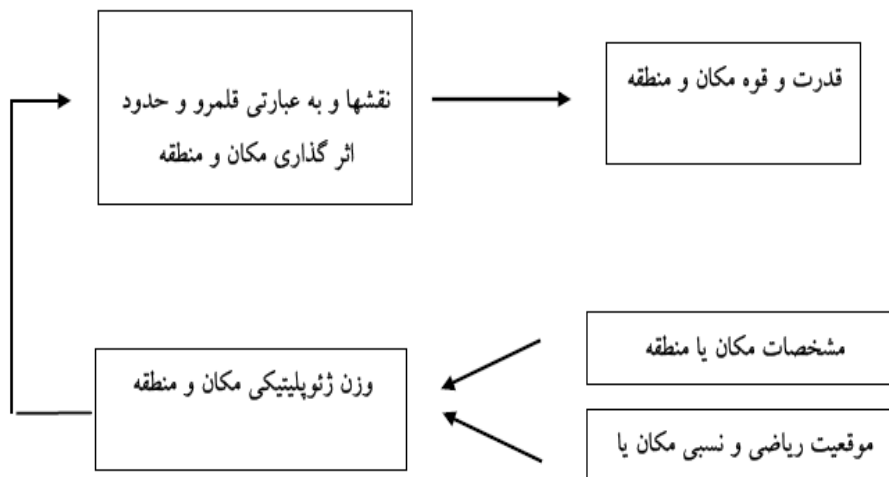 قدرت و قوه مکان و منطقه
نقشها و به عبارتی قلمرو و حدود
اثر گذاری مکان و منطقه
مشخصات مکان یا منطقه
وزن ژئوپلیتیکی مکان و منطقه
موقعیت ریاضی و نسبی مکان یا